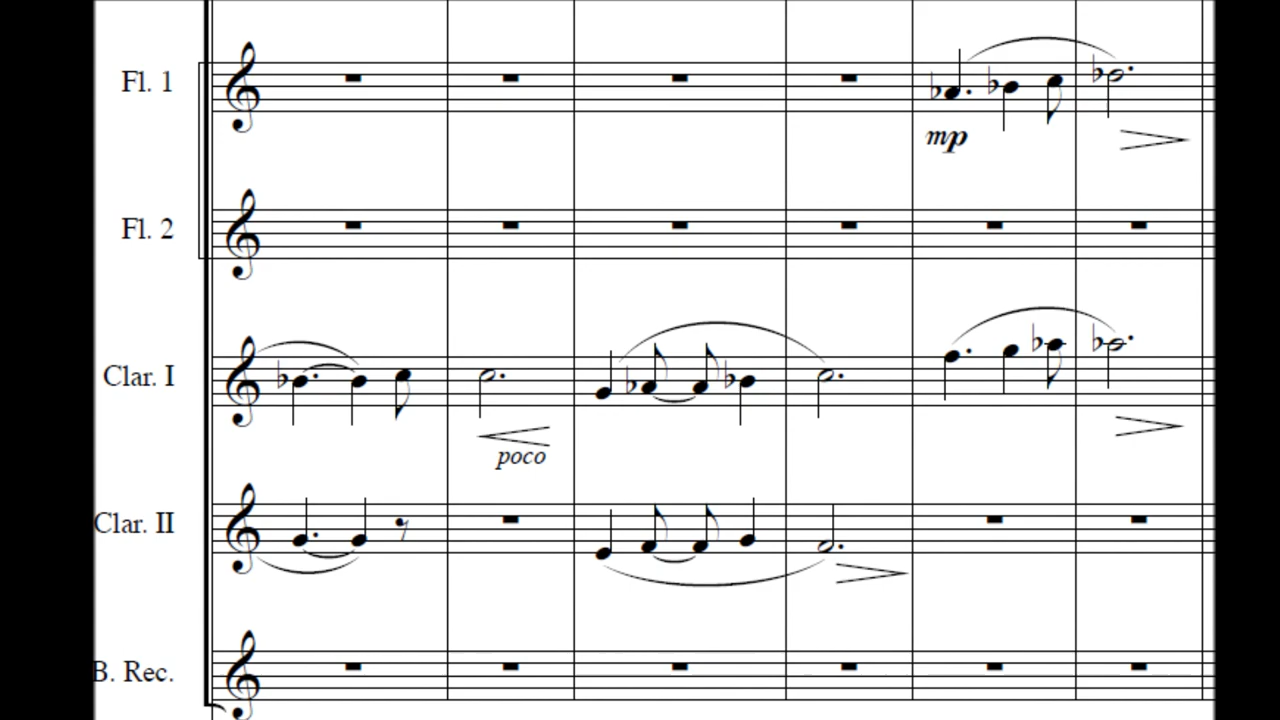 Fl. 1
mp
Fl. 2
Clar. I
poco
Clar. II
B. Rec.